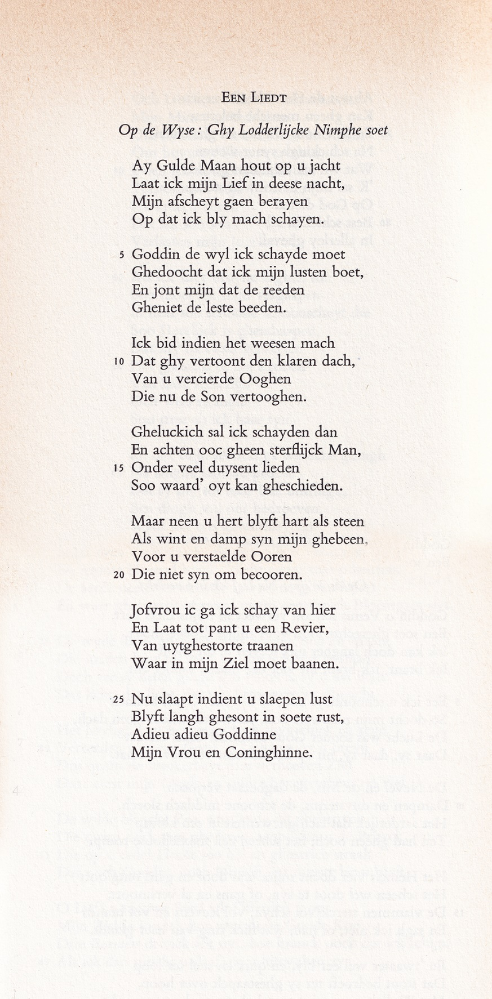 Een Liedt
Op de Wyse: Ghy Lodderlijcke Nimphe soet
Ay Gulde Maan hout op u jacht
Laat ick mijn Lief in deese nacht,
Mijn afscheyt gaen berayen
Op dat ick bly mach schayen.
5 Goddin de wyl ick schayde moet
Ghedoocht dat ick mijn lusten boet,
En jont mijn dat de reeden
Gheniet de leste beeden.
Ick bid indien het weesen mach
10 Dat ghy vertoont den klaren dach,
Van u vercierde Ooghen
Die nu de Son vertooghen.
Gheluckich sal ick schayden dan
En achten ooc gheen sterflijck Man,
15 Onder veel duysent lieden
Soo waard' oyt kan gheschieden.
Maar neen u hert blyft hart als steen
Als wint en damp syn mijn ghebeen,
Voor u verstaelde Ooren
20 Die niet syn om becooren.
Jofvrou ic ga ick schay van hier
En Laat tot pant u een Revier,
Van uytghestorte traanen
Waar in mijn Ziel moet baanen.
25 Nu slaapt indient u slaepen lust
Blyft langh ghesont in soete rust,
Adieu adieu Goddinne
Mijn Vrou en Coninghinne.